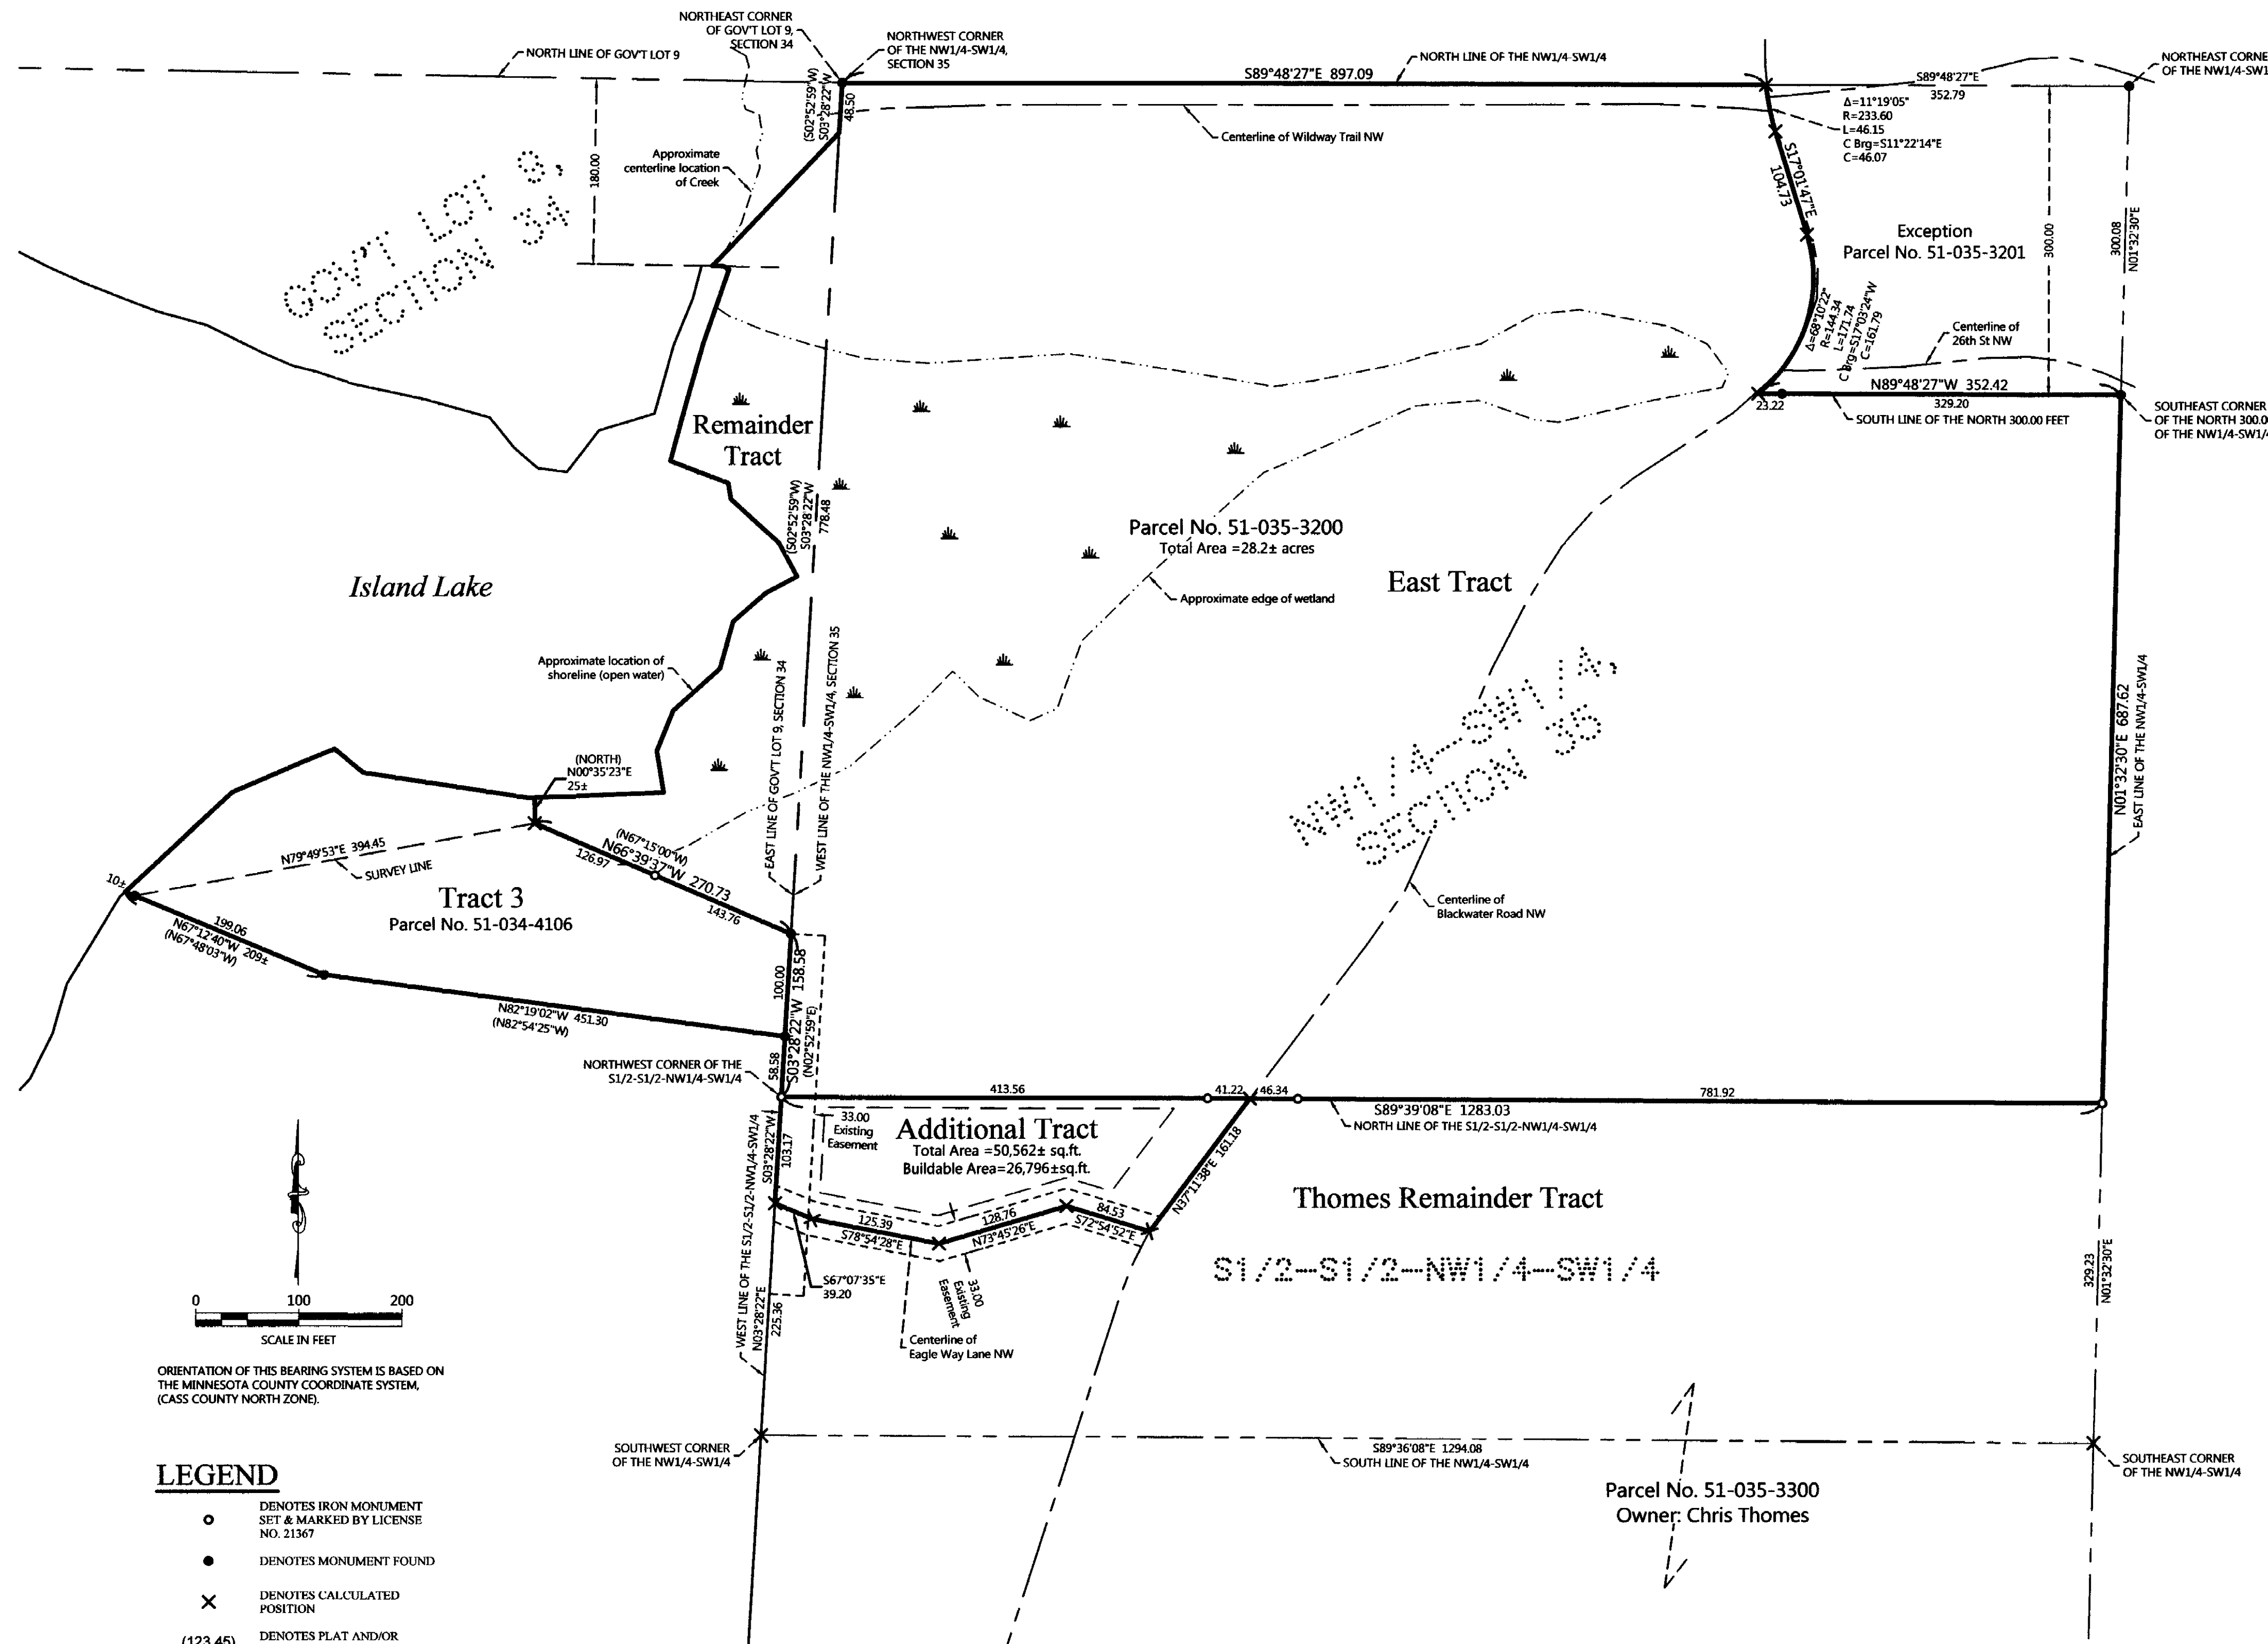 NORTHEAST CORNER
OF GOV'T LOT 9,
SECTION 34
NORTHWEST CORNER
OF THE NW1/4-SW1/4,
SECTION 35
NORTH LINE OF GOV'T LOT 9
S89°48'27"E 897.09
NORTH LINE OF THE NW1/4-SW1/4
S89°48'27"E
352.79
NORTHEAST CORNE
OF THE NW1/4-SW1
(S02°52'59"W)
S03°28'22"W
48.50
Centerline of Wildway Trail NW
Δ=11°19'05"
R=233.60
L=46.15
C Brg=S11°22'14"E
C=46.07
180.00
Approximate
centerline location
of Creek
S17°01'47"E
104.73
GOV'T LOT 9,
SECTION 34
Exception
Parcel No. 51-035-3201
300.00
300.08
N01°32'30"E
Δ=68°10'22"
R=144.34
L=171.74
C Brg=S17°03'24"W
C=161.79
Centerline of
26th St NW
N89°48'27"W 352.42
23.22
329.20
SOUTH LINE OF THE NORTH 300.00 FEET
SOUTHEAST CORNER
OF THE NORTH 300.0
OF THE NW1/4-SW1/4
Remainder
Tract
(S02°52'59"W)
S03°28'22"W
778.48
Parcel No. 51-035-3200
Total Area =28.2± acres
Island Lake
East Tract
Approximate edge of wetland
Approximate location of
shoreline (open water)
EAST LINE OF GOV'T LOT 9, SECTION 34
WEST LINE OF THE NW1/4-SW1/4, SECTION 35
NW1/4-SW1/4,
SECTION 35
N01°32'30"E 687.62
EAST LINE OF THE NW1/4-SW1/4
(NORTH)
N00°35'23"E
25±
N79°49'53"E 394.45
SURVEY LINE
(N67°15'00"W)
N66°39'37"W 270.73
126.97
143.76
10±
Tract 3
Parcel No. 51-034-4106
199.06
N67°12'40"W 209±
(N67°48'03"W)
Centerline of
Blackwater Road NW
N82°19'02"W 451.30
(N82°54'25"W)
100.00
58.58
S03°28'22"W 158.58
(N02°52'59"E)
NORTHWEST CORNER OF THE
S1/2-S1/2-NW1/4-SW1/4
413.56
41.22
46.34
781.92
S89°39'08"E 1283.03
NORTH LINE OF THE S1/2-S1/2-NW1/4-SW1/4
33.00
Existing
Easement
Additional Tract
Total Area =50,562± sq.ft.
Buildable Area=26,796±sq.ft.
S03°28'22"W
103.17
N37°11'38"E 161.18
Thomes Remainder Tract
S1/2-S1/2-NW1/4-SW1/4
125.39
S78°54'28"E
128.76
N73°45'26"E
84.53
S72°54'52"E
S67°07'35"E
39.20
33.00
Existing
Easement
Centerline of
Eagle Way Lane NW
WEST LINE OF THE S1/2-S1/2-NW1/4-SW1/4
N03°28'22"E
225.36
329.23
N01°32'30"E
0 100 200
SCALE IN FEET
ORIENTATION OF THIS BEARING SYSTEM IS BASED ON
THE MINNESOTA COUNTY COORDINATE SYSTEM,
(CASS COUNTY NORTH ZONE).
SOUTHWEST CORNER
OF THE NW1/4-SW1/4
S89°36'08"E 1294.08
SOUTH LINE OF THE NW1/4-SW1/4
SOUTHEAST CORNER
OF THE NW1/4-SW1/4
Parcel No. 51-035-3300
Owner: Chris Thomes
LEGEND
DENOTES IRON MONUMENT
SET & MARKED BY LICENSE
NO. 21367
DENOTES MONUMENT FOUND
DENOTES CALCULATED
POSITION
(123.45) DENOTES PLAT AND/OR